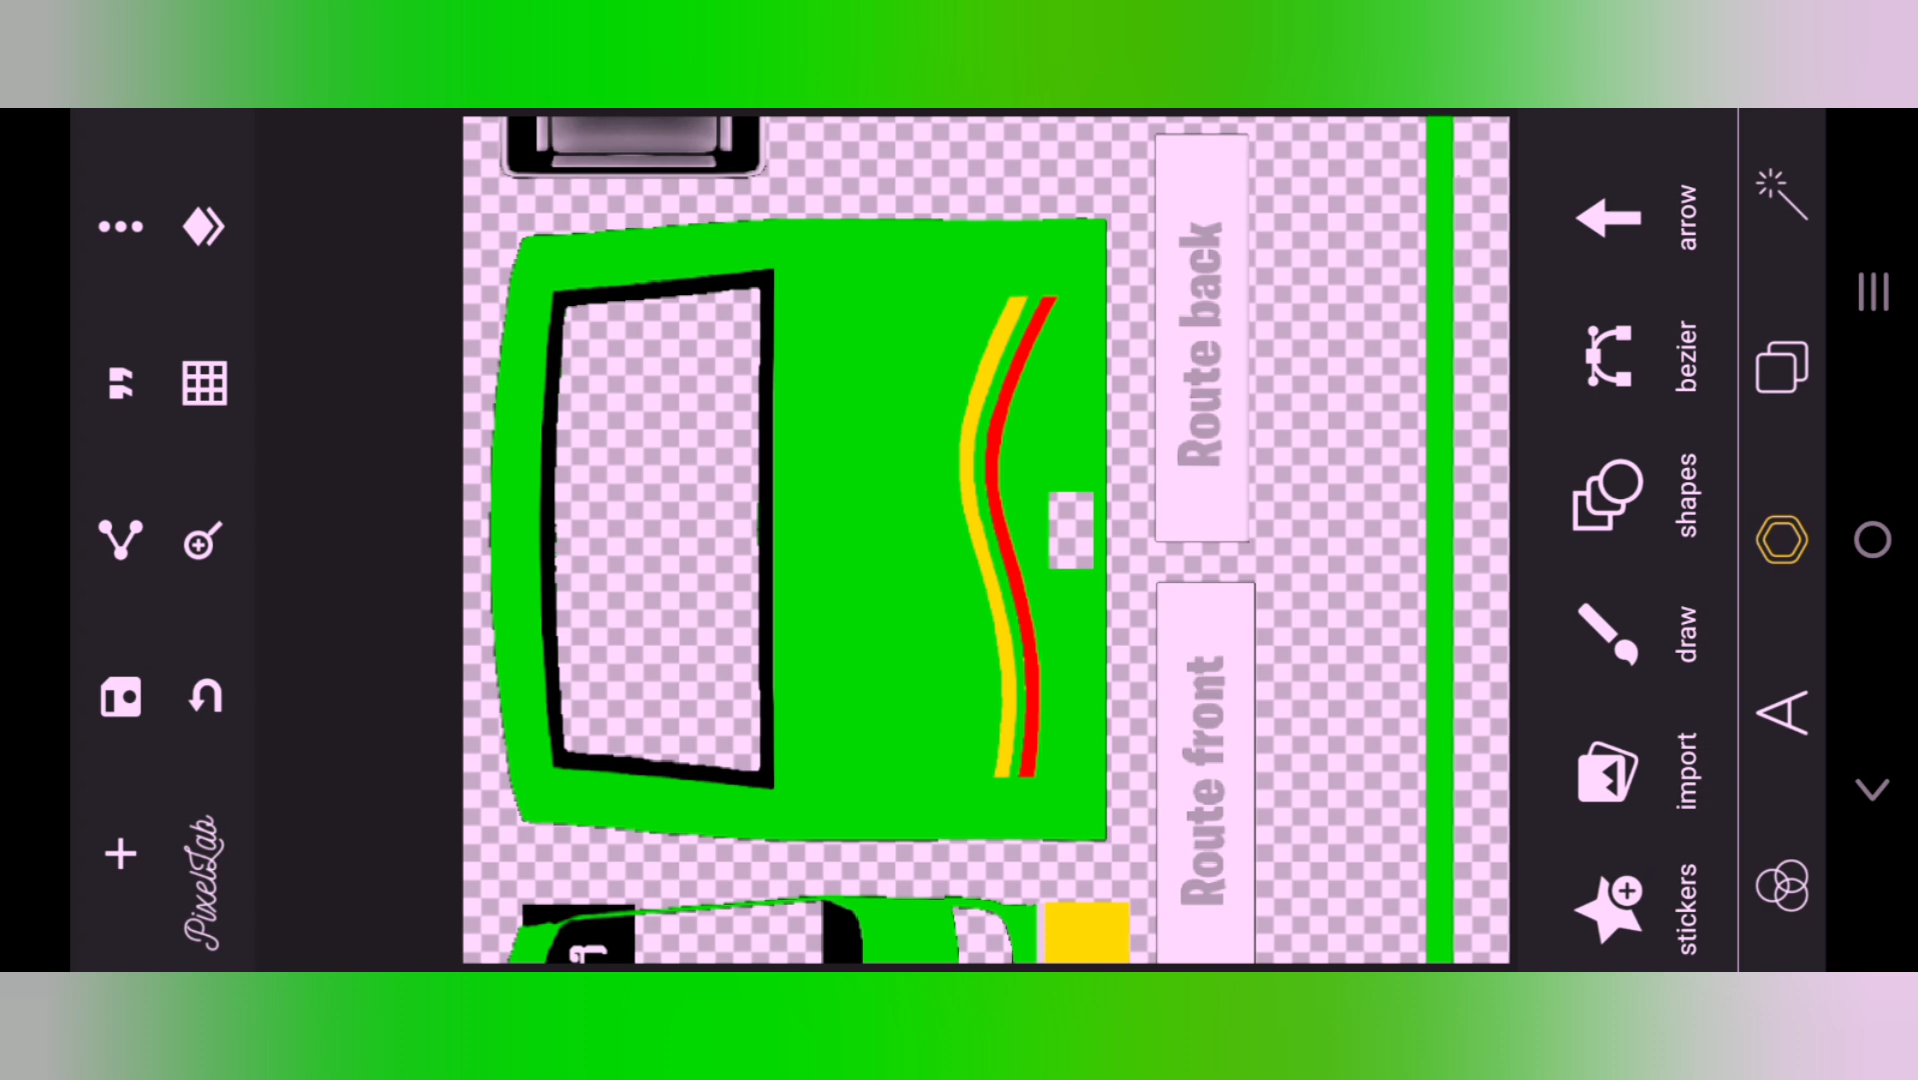 PixelLab
Route back
Route front
arrow
bezier
shapes
draw
import
stickers